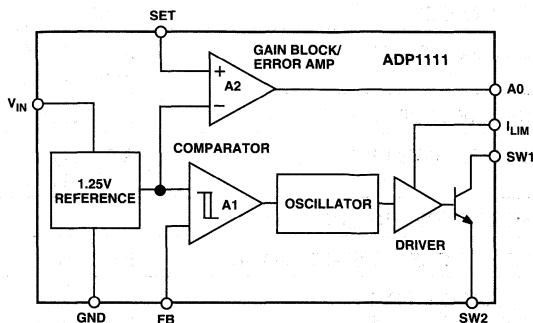 SET
GAIN BLOCK/
ERROR AMP
ADP1111
+
A2
−
A0
VIN
ILIM
COMPARATOR
SW1
1.25V
REFERENCE
A1
OSCILLATOR
DRIVER
GND
FB
SW2